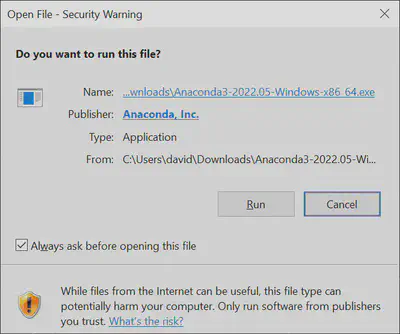 Open File - Security Warning
Do you want to run this file?
Name: ...wnloads\Anaconda3-2022.05-Windows-x86_64.exe
Publisher: Anaconda, Inc.
Type: Application
From: C:\Users\david\Downloads\Anaconda3-2022.05-Wi...
Run Cancel
Always ask before opening this file
While files from the Internet can be useful, this file type can
potentially harm your computer. Only run software from publishers
you trust. What's the risk?